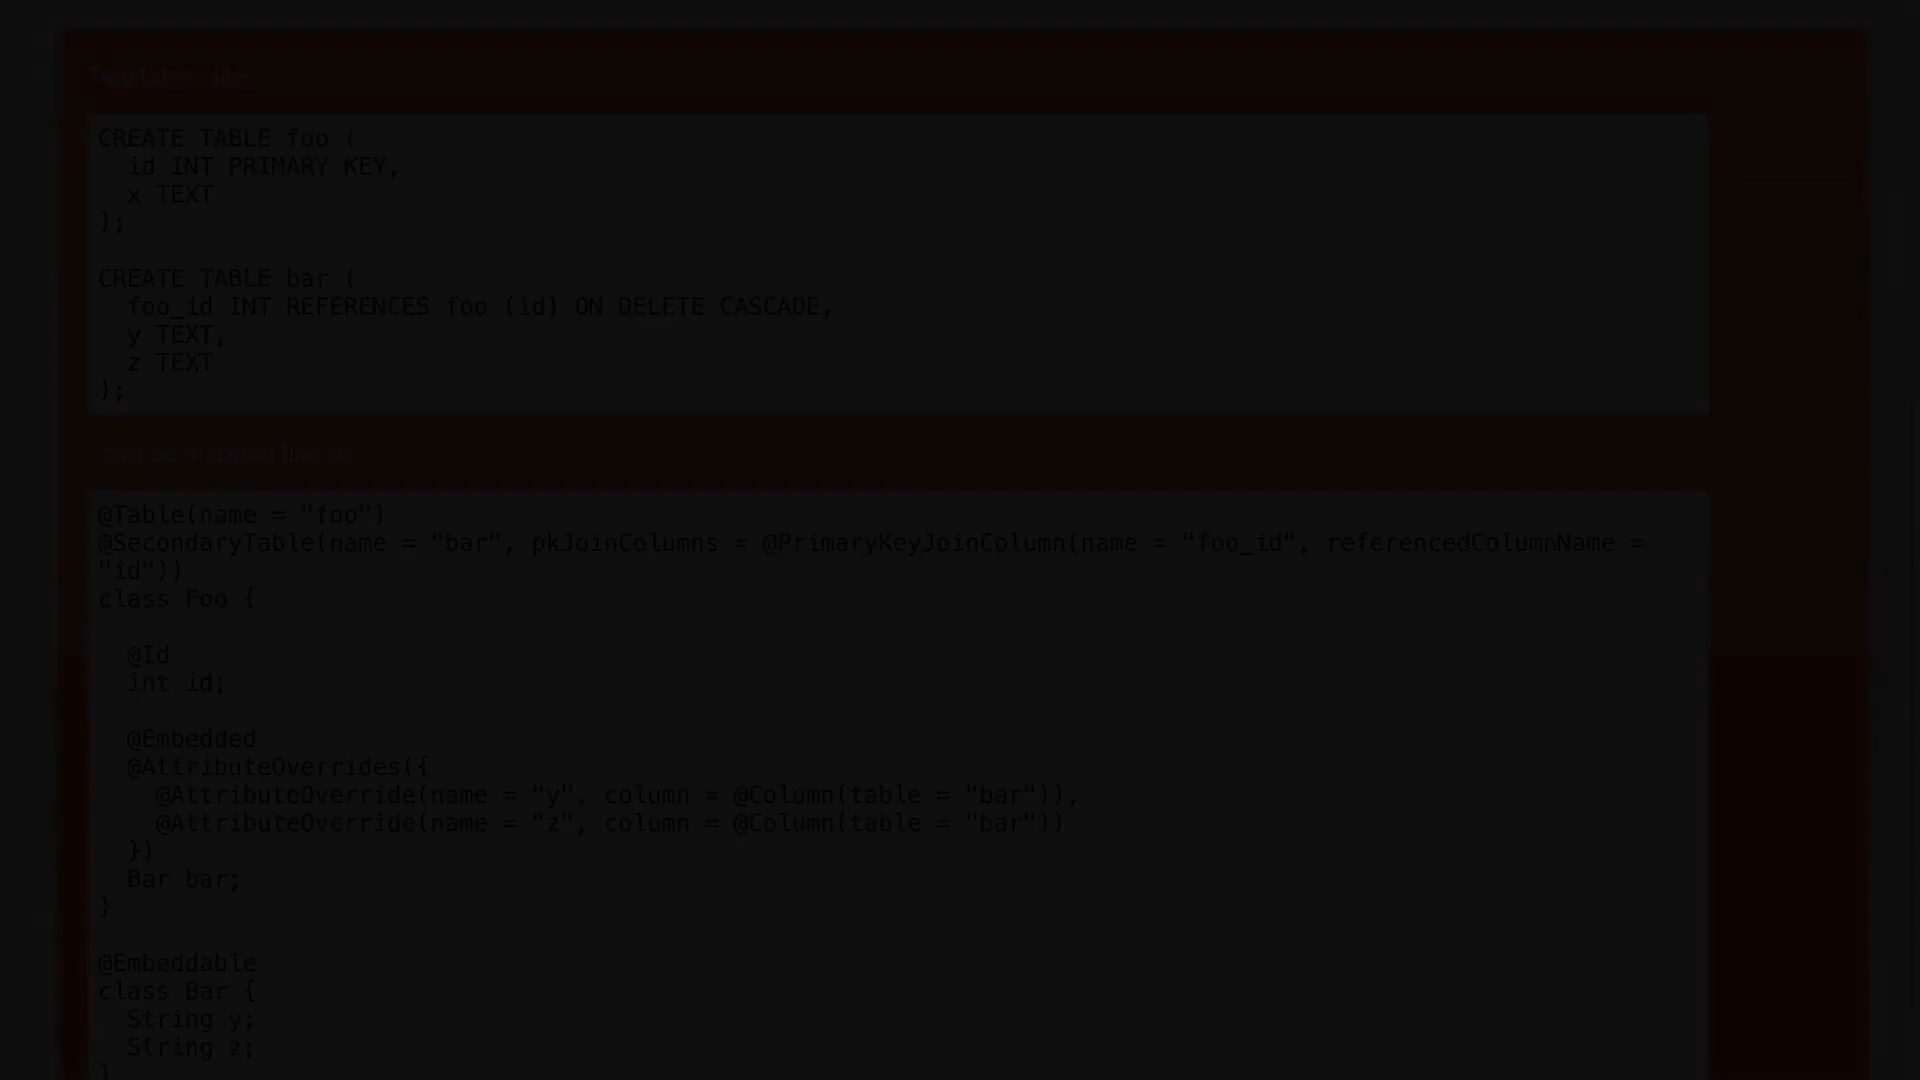 CREATE TABLE foo (
  id INT PRIMARY KEY,
  x TEXT
);

CREATE TABLE bar (
  foo_id INT REFERENCES foo (id) ON DELETE CASCADE,
  y TEXT,
  z TEXT
);
@Table(name = "foo")
@SecondaryTable(name = "bar", pkJoinColumns = @PrimaryKeyJoinColumn(name = "foo_id", referencedColumnName =
"id"))
class Foo {

  @Id
  int id;

  @Embedded
  @AttributeOverrides({
    @AttributeOverride(name = "y", column = @Column(table = "bar")),
    @AttributeOverride(name = "z", column = @Column(table = "bar"))
  })
  Bar bar;
}

@Embeddable
class Bar {
  String y;
  String z;
}